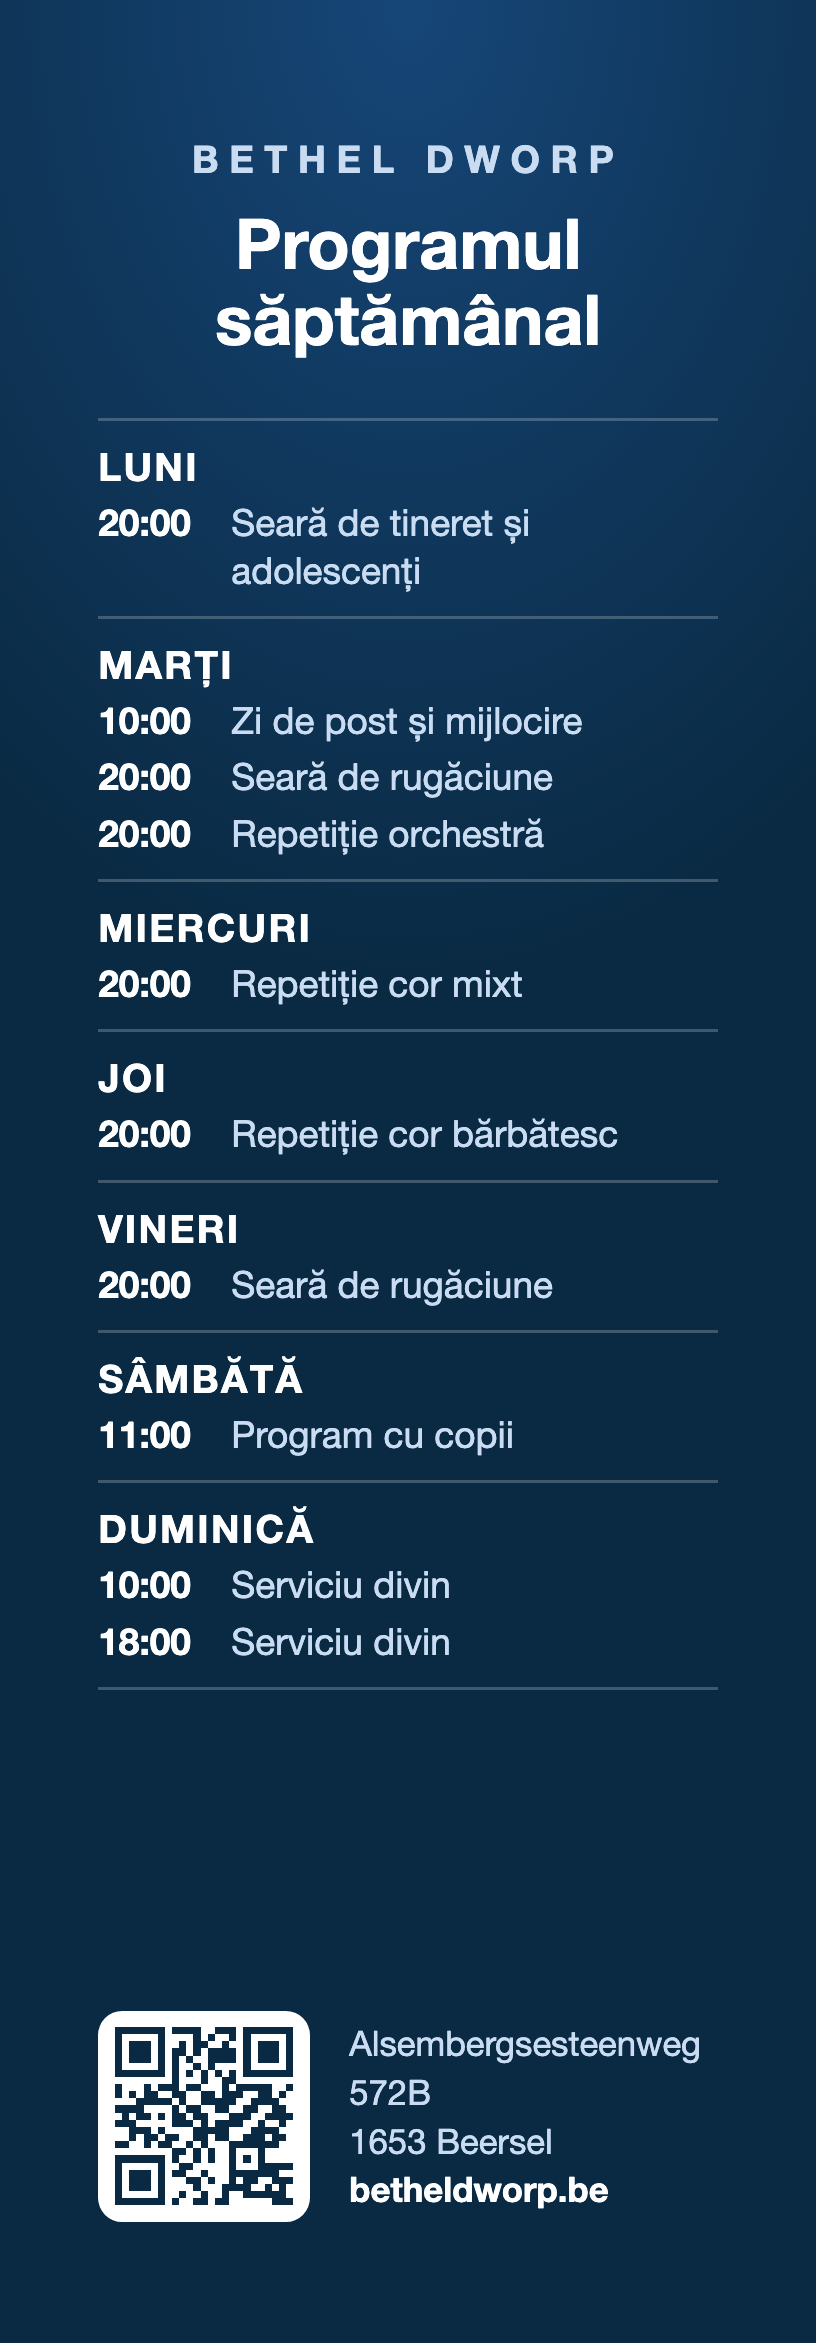 BETHEL DWORP
Programul
săptămânal
LUNI
20:00 Seară de tineret și
adolescenți
MARȚI
10:00 Zi de post și mijlocire
20:00 Seară de rugăciune
20:00 Repetiție orchestră
MIERCURI
20:00 Repetiție cor mixt
JOI
20:00 Repetiție cor bărbătesc
VINERI
20:00 Seară de rugăciune
SÂMBĂTĂ
11:00 Program cu copii
DUMINICĂ
10:00 Serviciu divin
18:00 Serviciu divin
Alsembergsesteenweg
572B
1653 Beersel
betheldworp.be